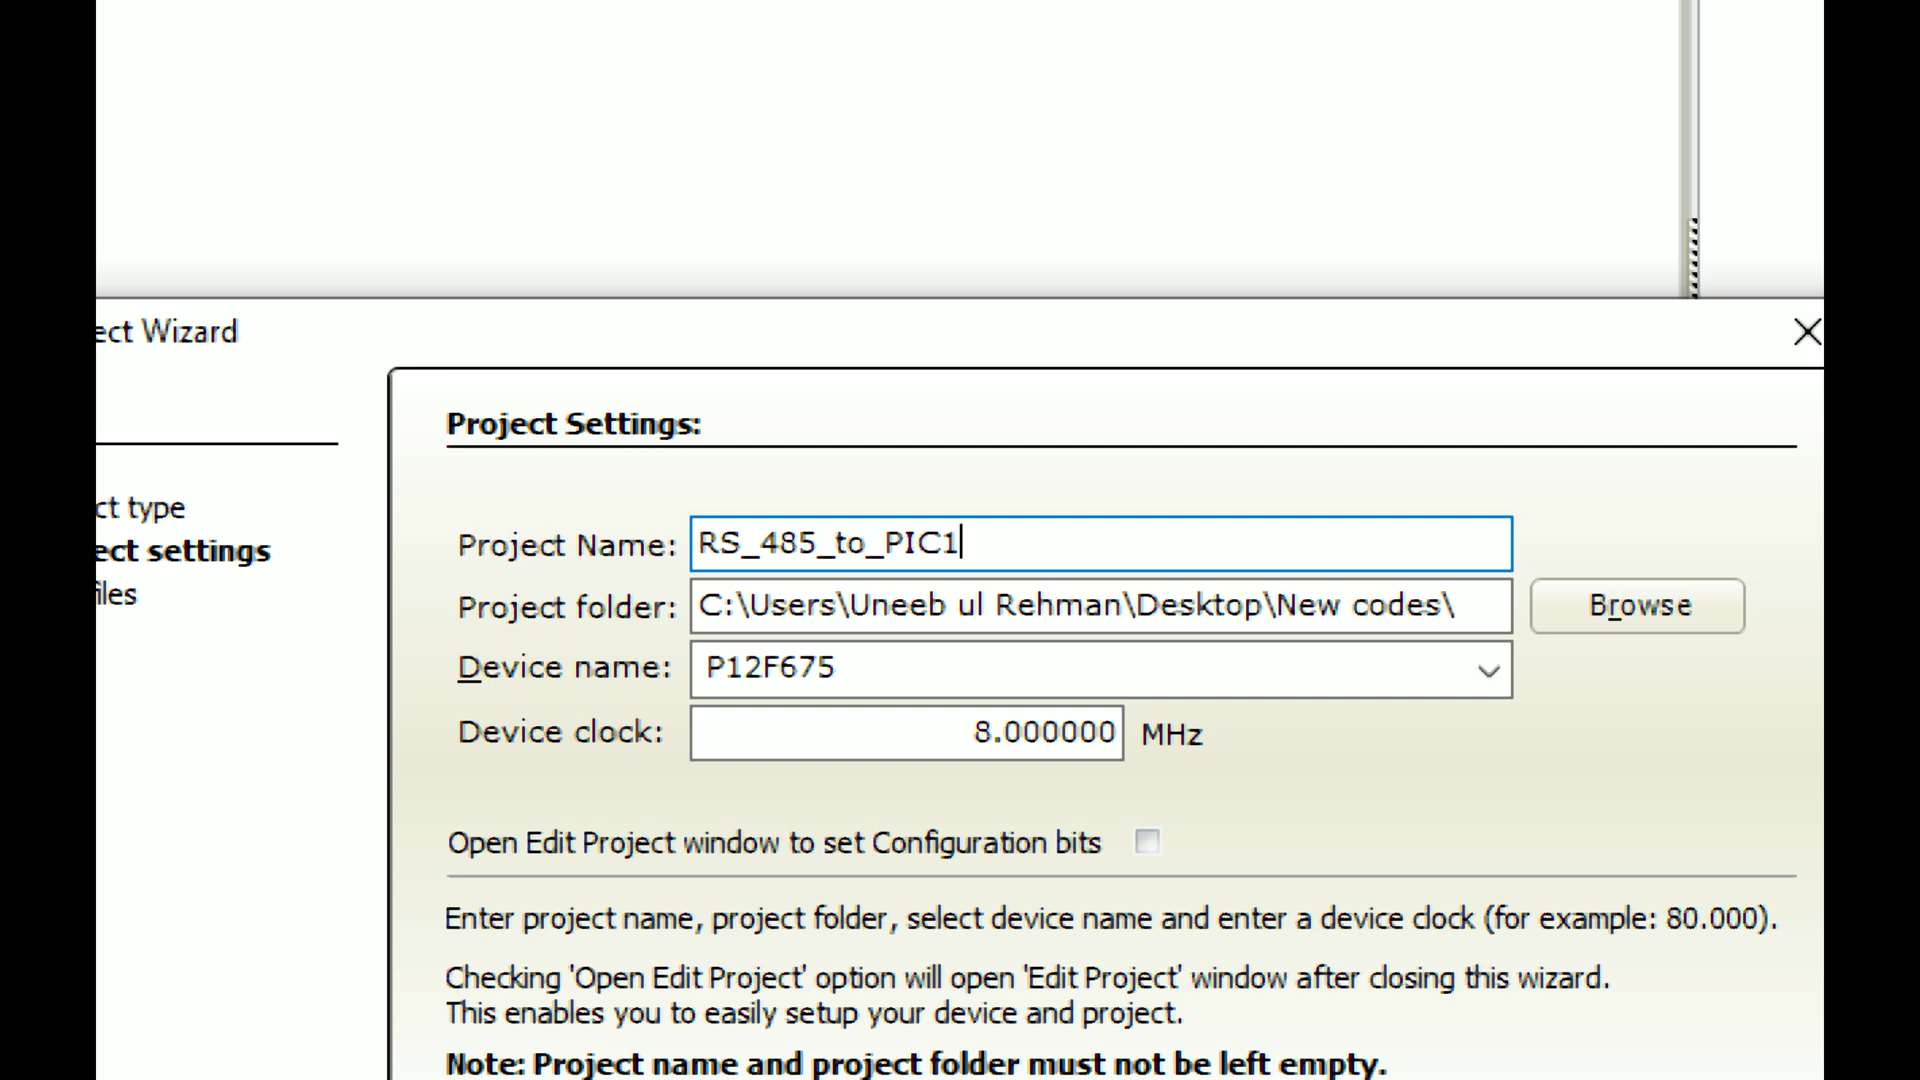 ect Wizard
ct type
ect settings
files
Project Settings:
Project Name: RS_485_to_PIC1
Project folder: C:\Users\Uneeb ul Rehman\Desktop\New codes\ Browse
Device name: P12F675
Device clock: 8.000000 MHz
Open Edit Project window to set Configuration bits
Enter project name, project folder, select device name and enter a device clock (for example: 80.000).
Checking 'Open Edit Project' option will open 'Edit Project' window after closing this wizard.
This enables you to easily setup your device and project.
Note: Project name and project folder must not be left empty.